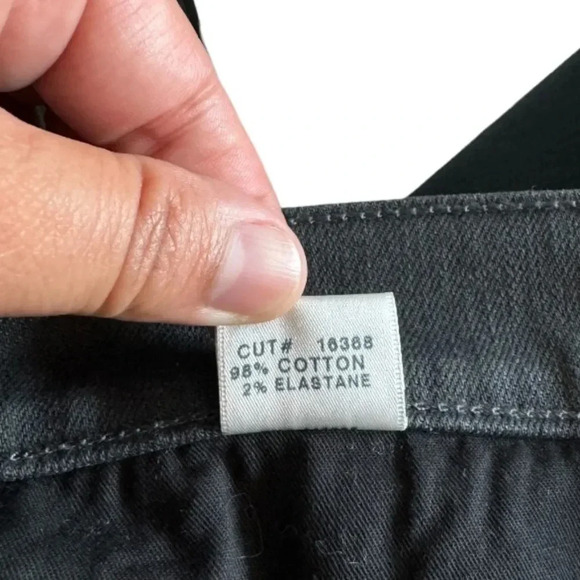 CUT# 16368
98% COTTON
2% ELASTANE